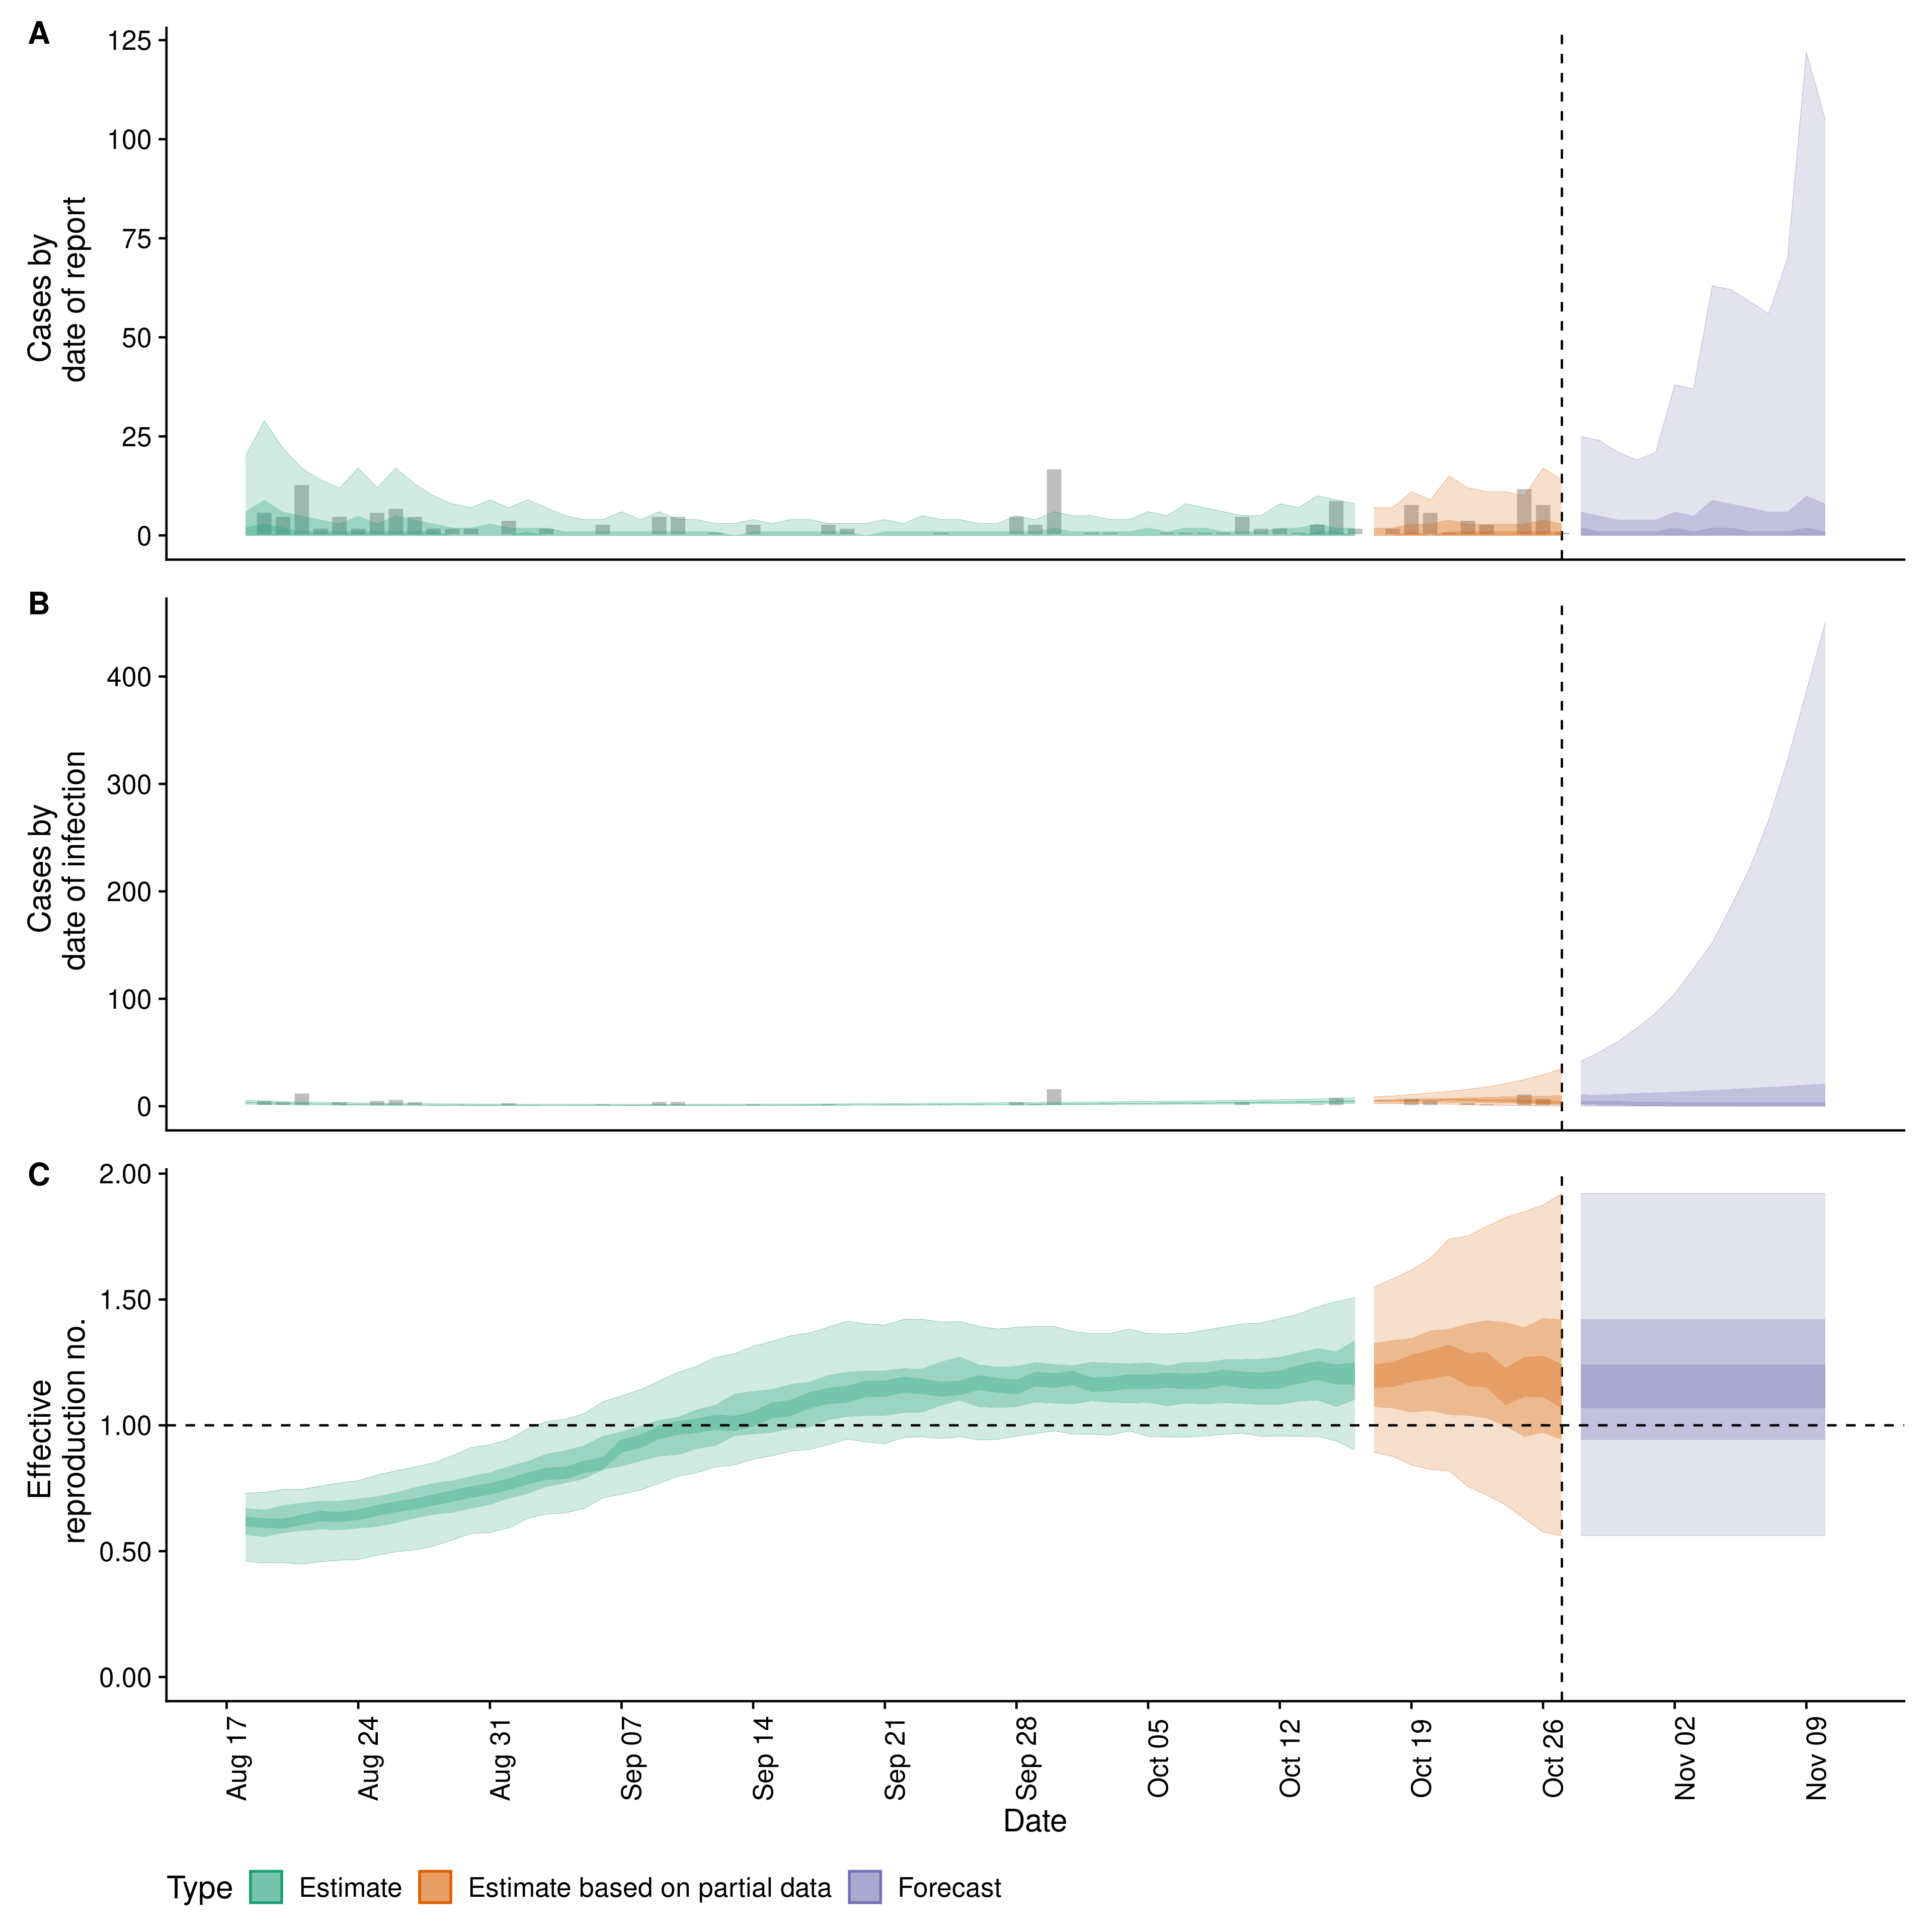 A
125
100
75
50
25
0
Cases by
date of report
B
400
300
200
100
0
Cases by
date of infection
C
2.00
1.50
1.00
0.50
0.00
Effective
reproduction no.
Aug 17
Aug 24
Aug 31
Sep 07
Sep 14
Sep 21
Sep 28
Oct 05
Oct 12
Oct 19
Oct 26
Nov 02
Nov 09
Date
Type Estimate Estimate based on partial data Forecast